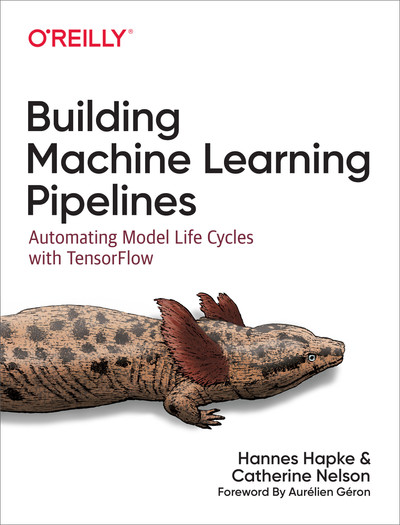 O'REILLY®
Building
Machine Learning
Pipelines
Automating Model Life Cycles
with TensorFlow
Hannes Hapke &
Catherine Nelson
Foreword By Aurélien Géron